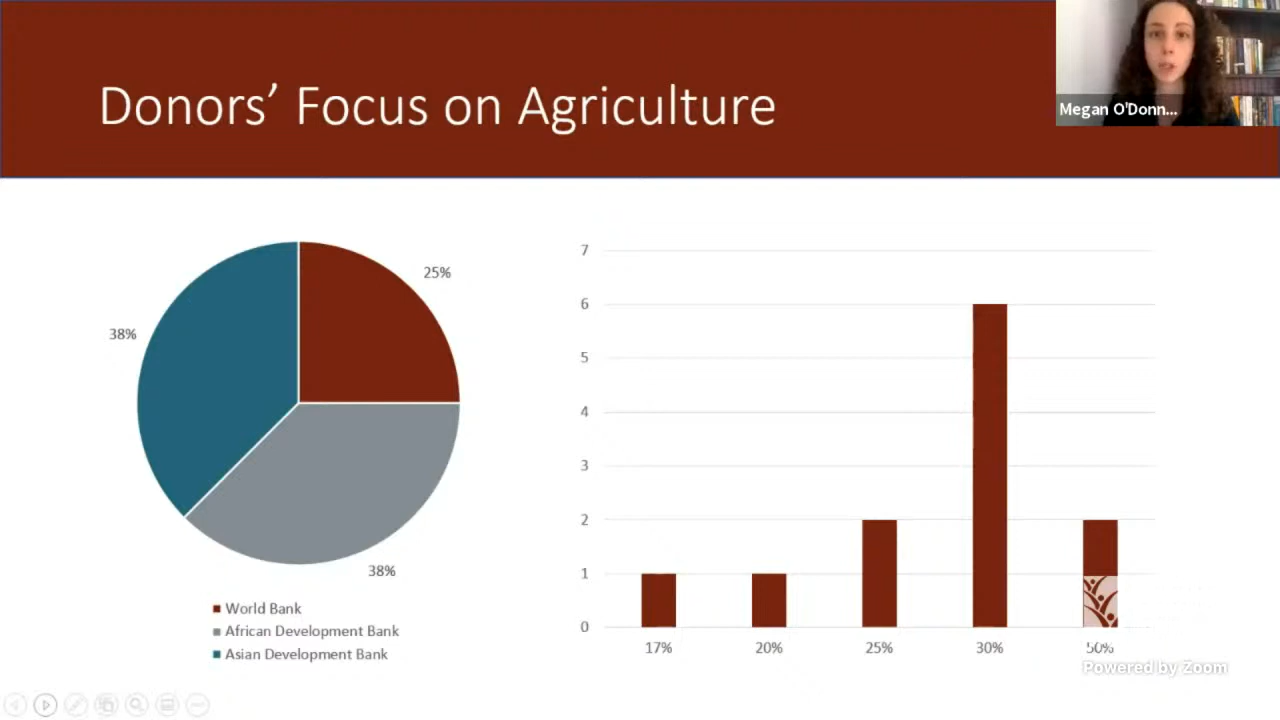 Donors’ Focus on Agriculture
Megan O'Donn...
25%
38%
38%
World Bank
African Development Bank
Asian Development Bank
7
6
5
4
3
2
1
0
17%
20%
25%
30%
50%
Powered by Zoom